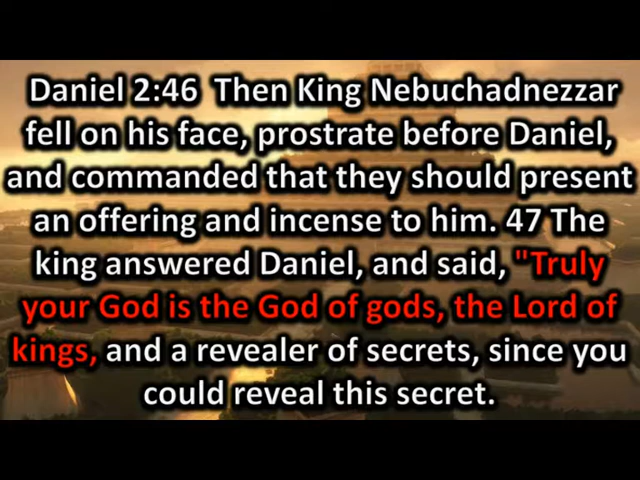 Daniel 2:46  Then King Nebuchadnezzar
fell on his face, prostrate before Daniel,
and commanded that they should present
an offering and incense to him. 47 The
king answered Daniel, and said, "Truly
your God is the God of gods, the Lord of
kings, and a revealer of secrets, since you
could reveal this secret.